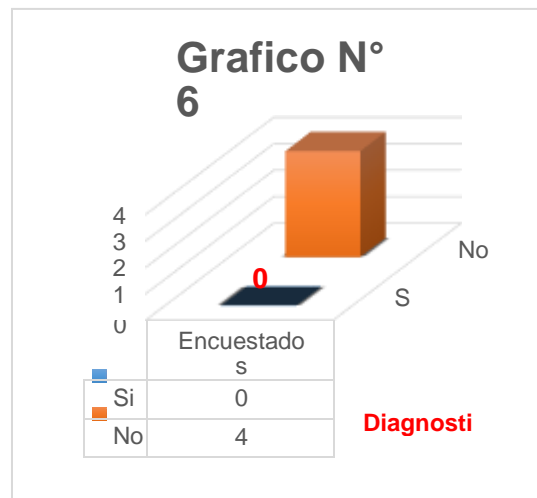 Grafico N°
6
4
3
2
1
0
0
No
S
Encuestado
s
Si 0
No 4
Diagnosti